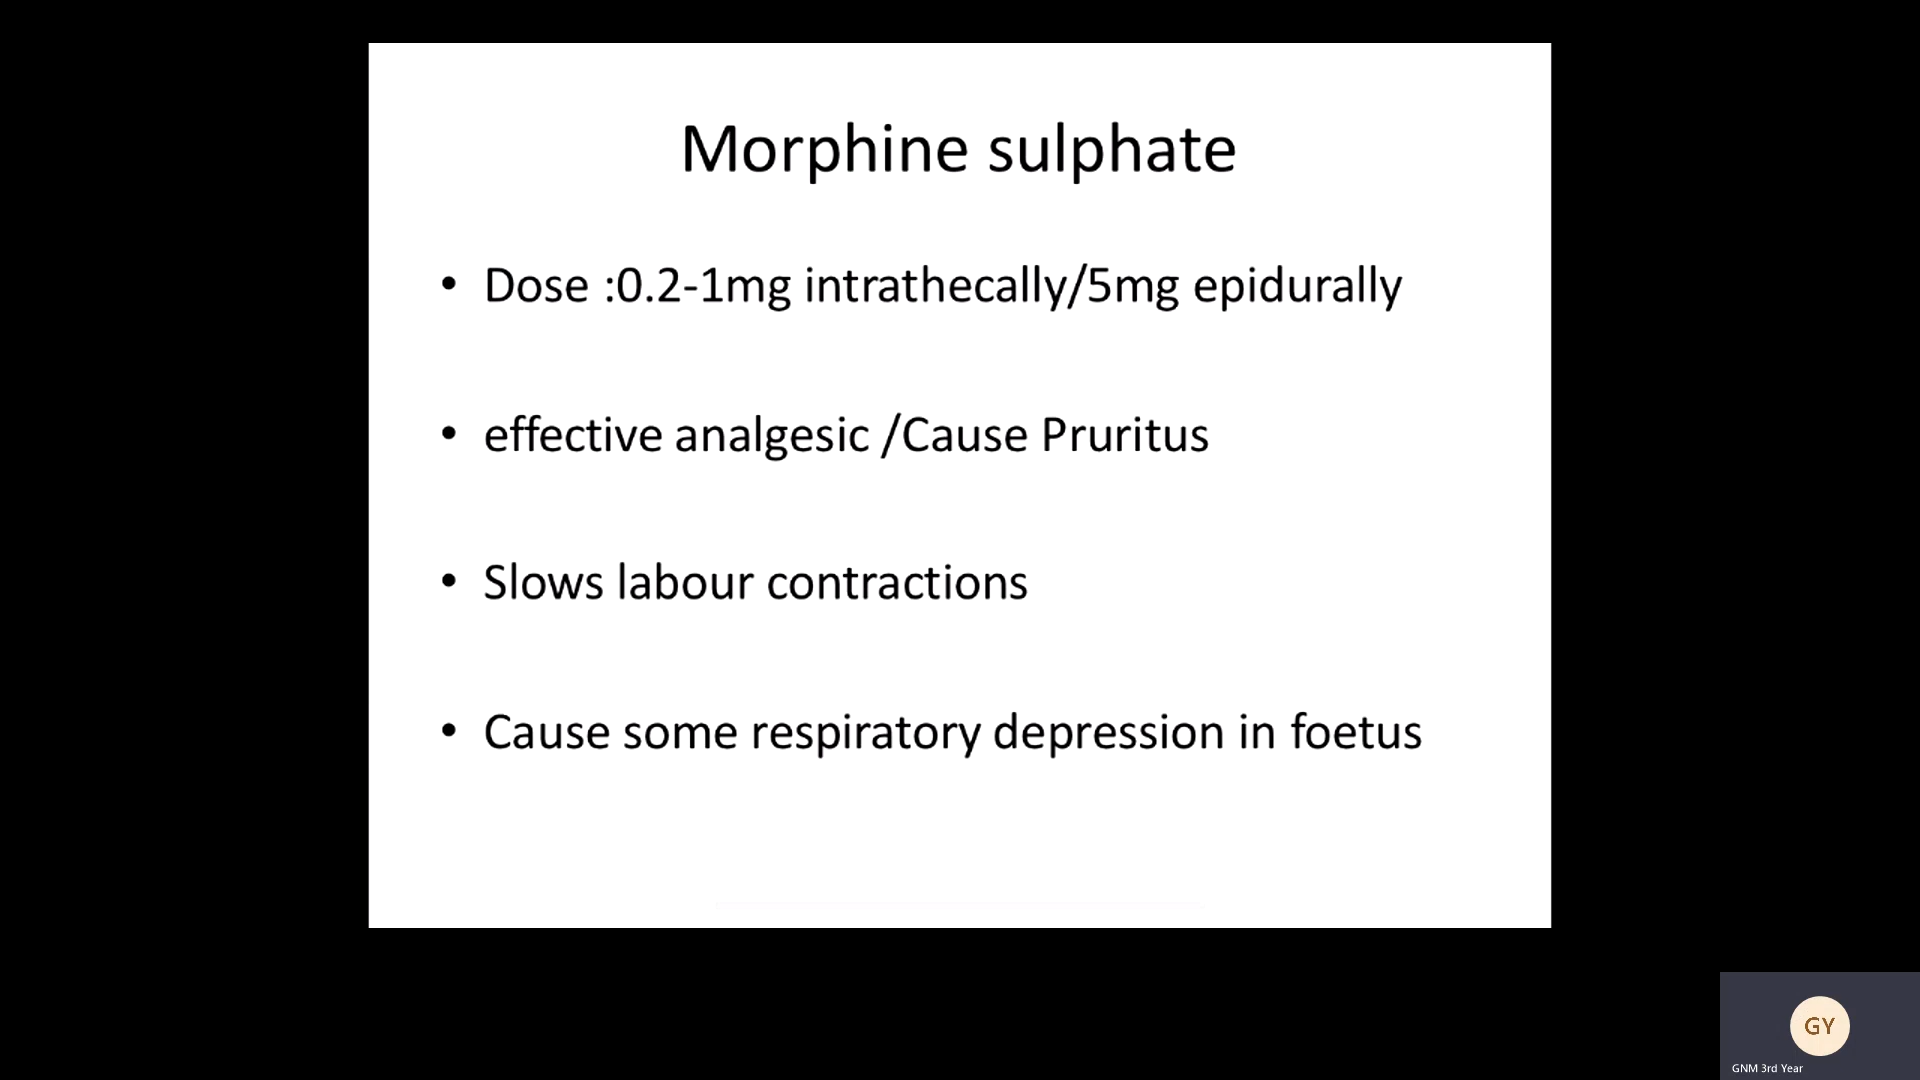 Morphine sulphate
• Dose :0.2-1mg intrathecally/5mg epidurally
• effective analgesic /Cause Pruritus
• Slows labour contractions
• Cause some respiratory depression in foetus
GY
GNM 3rd Year